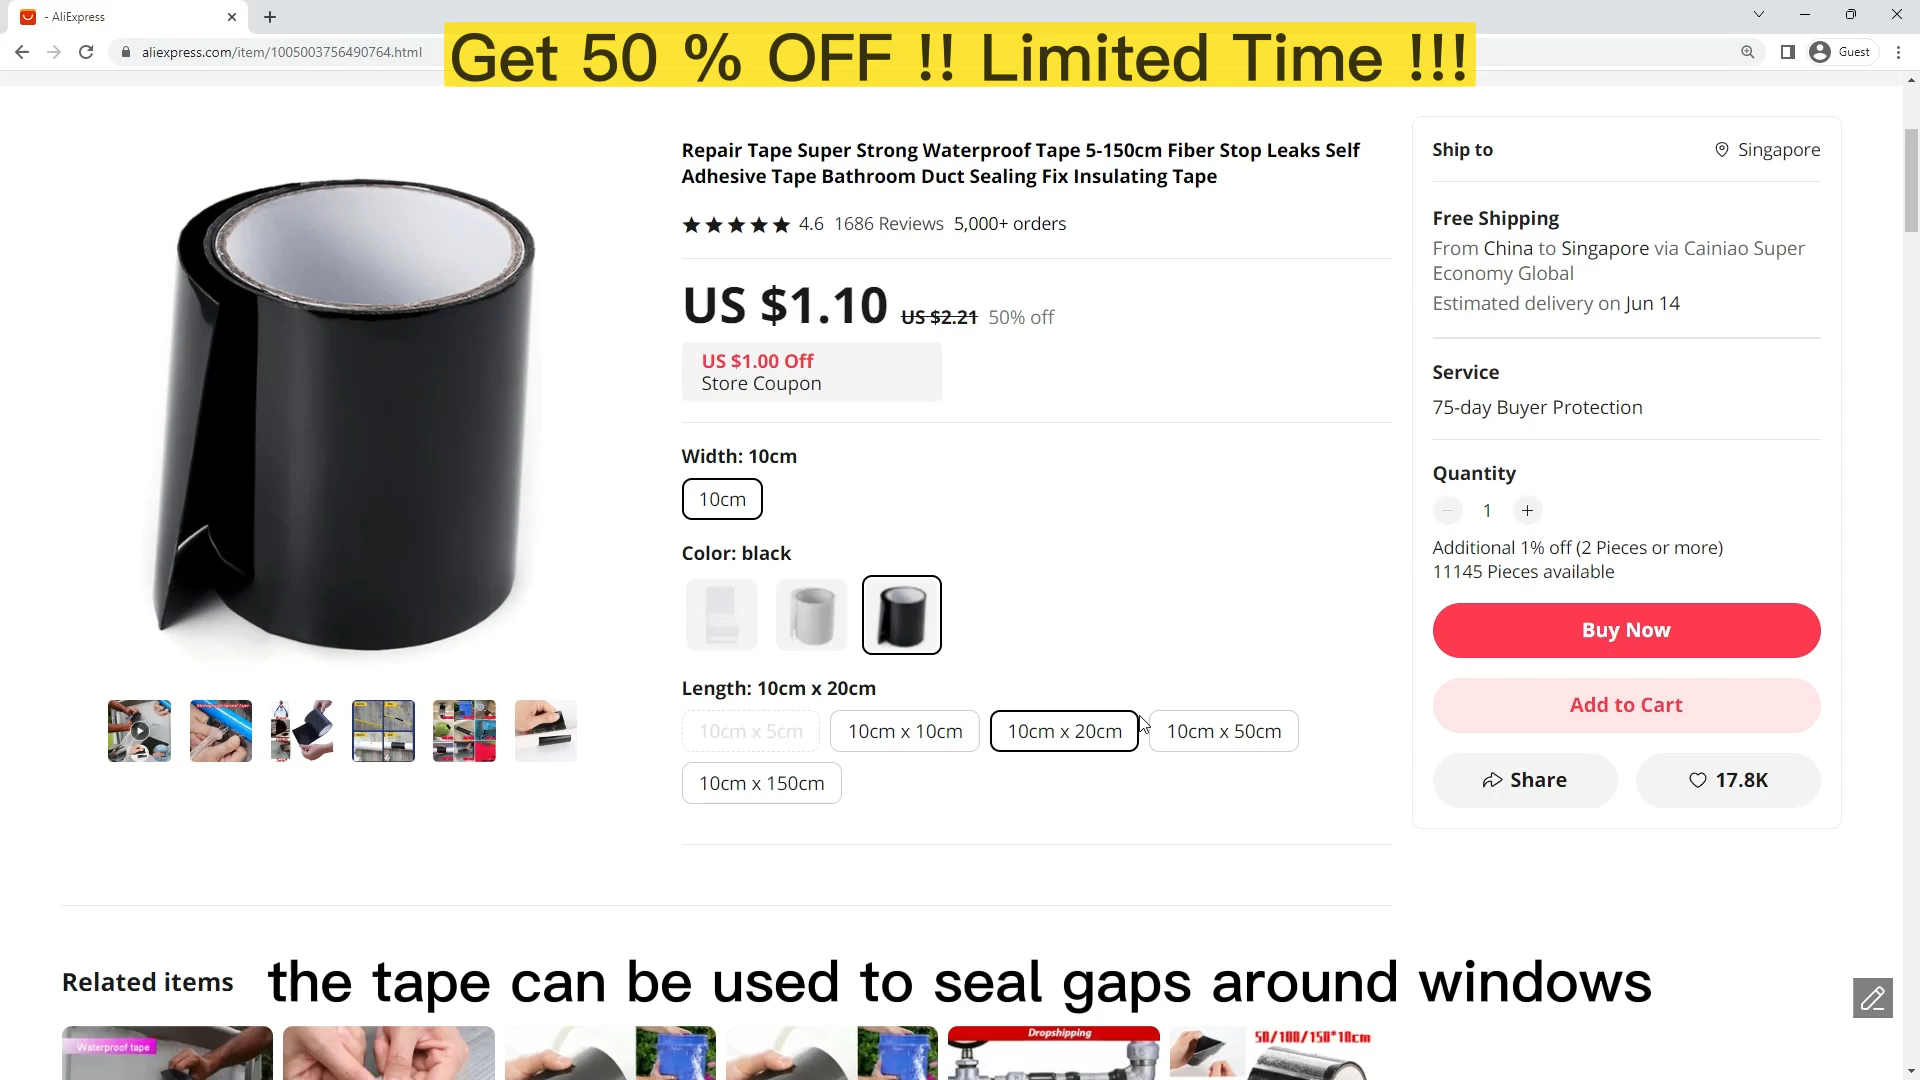 - AliExpress
aliexpress.com/item/1005003756490764.html
Guest
Get 50 % OFF !! Limited Time !!!
Repair Tape Super Strong Waterproof Tape 5-150cm Fiber Stop Leaks Self
Adhesive Tape Bathroom Duct Sealing Fix Insulating Tape
4.6 1686 Reviews 5,000+ orders
US $1.10 US $2.21 50% off
US $1.00 Off
Store Coupon
Width: 10cm
10cm
Color: black
Length: 10cm x 20cm
10cm x 5cm 10cm x 10cm 10cm x 20cm 10cm x 50cm
10cm x 150cm
Ship to Singapore
Free Shipping
From China to Singapore via Cainiao Super
Economy Global
Estimated delivery on Jun 14
Service
75-day Buyer Protection
Quantity
1
Additional 1% off (2 Pieces or more)
11145 Pieces available
Buy Now
Add to Cart
Share 17.8K
Related items
the tape can be used to seal gaps around windows
Waterproof tape
Dropshipping
50/100/150*10cm